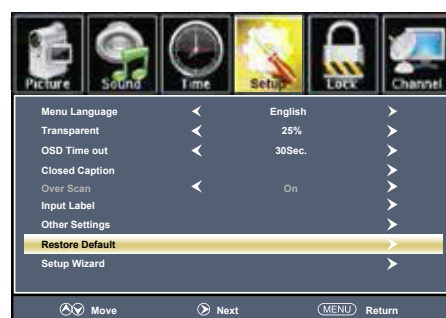 Picture Sound Time Setup Lock Channel
Menu Language English
Transparent 25%
OSD Time out 30Sec.
Closed Caption
Over Scan On
Input Label
Other Settings
Restore Default
Setup Wizard
Move Next MENU Return